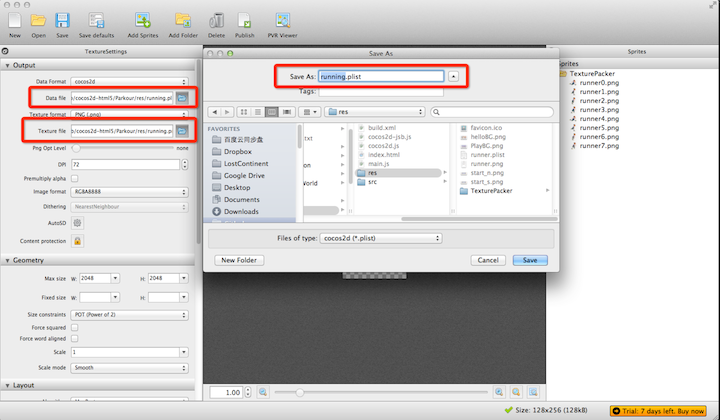 New Open Save Save defaults Add Sprites Add Folder Delete Publish PVR Viewer
TextureSettings
Output
Data Format cocos2d
Data file o/cocos2d-html5/Parkour/res/running.pl
Texture format PNG (.png)
Texture file o/cocos2d-html5/Parkour/res/running.p
Png Opt Level none
DPI 72
Premultiply alpha
Image format RGBA8888
Dithering NearestNeighbour
AutoSD
Content protection
Geometry
Max size W: 2048 H: 2048
Fixed size W: H:
Size constraints POT (Power of 2)
Force squared
Force word aligned
Scale 1
Scale mode Smooth
Layout
Save As
Save As: running.plist
Tags:
res
FAVORITES
百度云同步盘
Dropbox
LostContinent
Google Drive
Desktop
Documents
Downloads
txt
World
build.xml
cocos2d-jsb.js
cocos2d.js
index.html
main.js
res
src
favicon.ico
helloBG.png
PlayBG.png
runner.plist
runner.png
start_n.png
start_s.png
TexturePacker
Files of type: cocos2d (*.plist)
New Folder Cancel Save
Sprites
Sprites
TexturePacker
runner0.png
runner1.png
runner2.png
runner3.png
runner4.png
runner5.png
runner6.png
runner7.png
1.00
Size: 128x256 (128kB)
Trial: 7 days left. Buy now